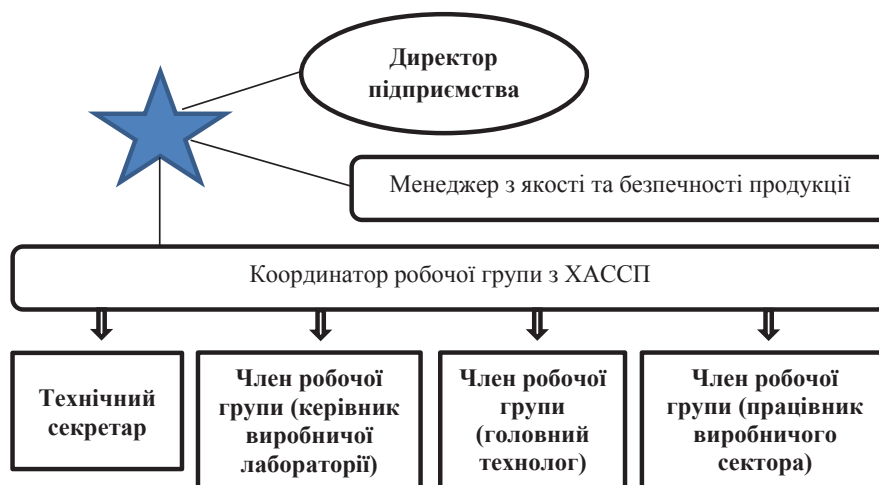 Директор
підприємства
Менеджер з якості та безпечності продукції
Координатор робочої групи з ХАССП
Технічний
секретар
Член робочої
групи (керівник
виробничої
лабораторії)
Член робочої
групи
(головний
технолог)
Член робочої
групи (працівник
виробничого
сектора)